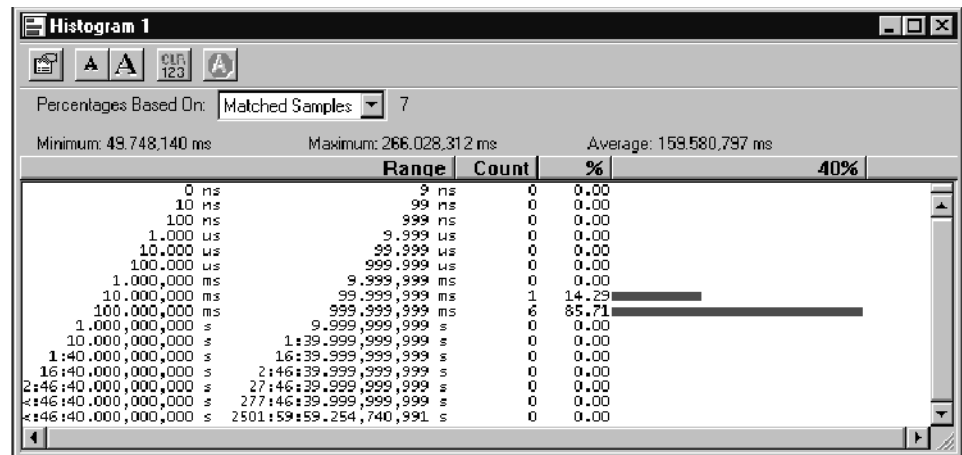 Histogram 1
A A CLR 123 A
Percentages Based On: Matched Samples 7
Minimum: 49.748,140 ms Maximum: 266.028,312 ms Average: 159.580,797 ms
Range Count % 40%
0 ns 9 ns 0 0.00
10 ns 99 ns 0 0.00
100 ns 999 ns 0 0.00
1.000 us 9.999 us 0 0.00
10.000 us 99.999 us 0 0.00
100.000 us 999.999 us 0 0.00
1.000,000 ms 9.999,999 ms 0 0.00
10.000,000 ms 99.999,999 ms 1 14.29
100.000,000 ms 999.999,999 ms 6 85.71
1.000,000,000 s 9.999,999,999 s 0 0.00
10.000,000,000 s 1:39.999,999,999 s 0 0.00
1:40.000,000,000 s 16:39.999,999,999 s 0 0.00
16:40.000,000,000 s 2:46:39.999,999,999 s 0 0.00
2:46:40.000,000,000 s 27:46:39.999,999,999 s 0 0.00
<:46:40.000,000,000 s 277:46:39.999,999,999 s 0 0.00
<:46:40.000,000,000 s 2501:59:59.254,740,991 s 0 0.00